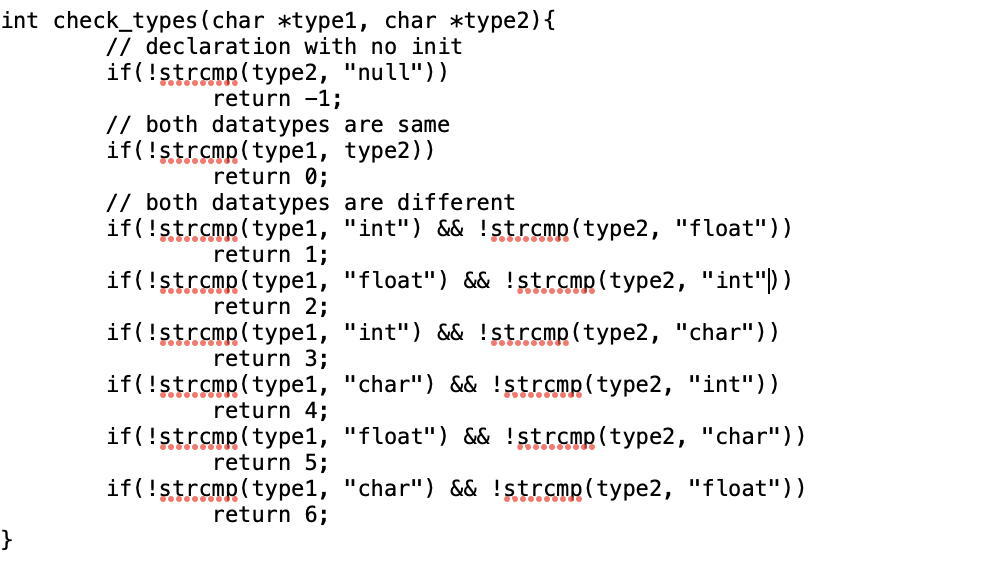 int check_types(char *type1, char *type2){
// declaration with no init
if(!strcmp(type2, "null"))
return -1;
// both datatypes are same
if(!strcmp(type1, type2))
return 0;
// both datatypes are different
if(!strcmp(type1, "int") && !strcmp(type2, "float"))
return 1;
if(!strcmp(type1, "float") && !strcmp(type2, "int"))
return 2;
if(!strcmp(type1, "int") && !strcmp(type2, "char"))
return 3;
if(!strcmp(type1, "char") && !strcmp(type2, "int"))
return 4;
if(!strcmp(type1, "float") && !strcmp(type2, "char"))
return 5;
if(!strcmp(type1, "char") && !strcmp(type2, "float"))
return 6;
}